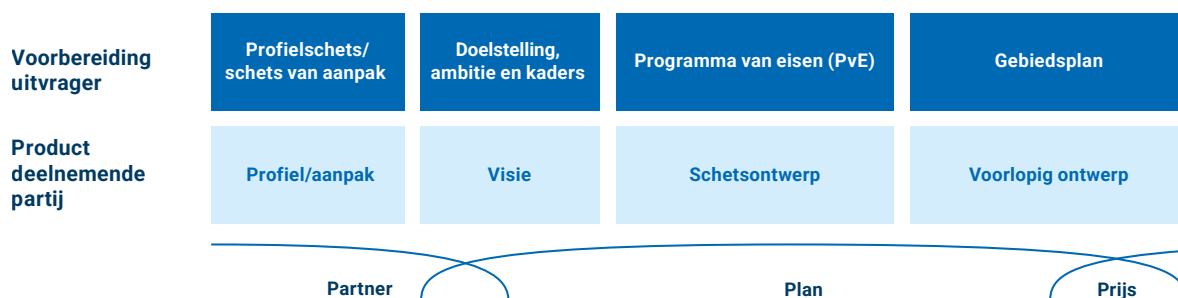 Voorbereiding
uitvrager
Profielschets/
schets van aanpak
Doelstelling,
ambitie en kaders
Programma van eisen (PvE)
Gebiedsplan
Product
deelnemende
partij
Profiel/aanpak
Visie
Schetsontwerp
Voorlopig ontwerp
Partner
Plan
Prijs